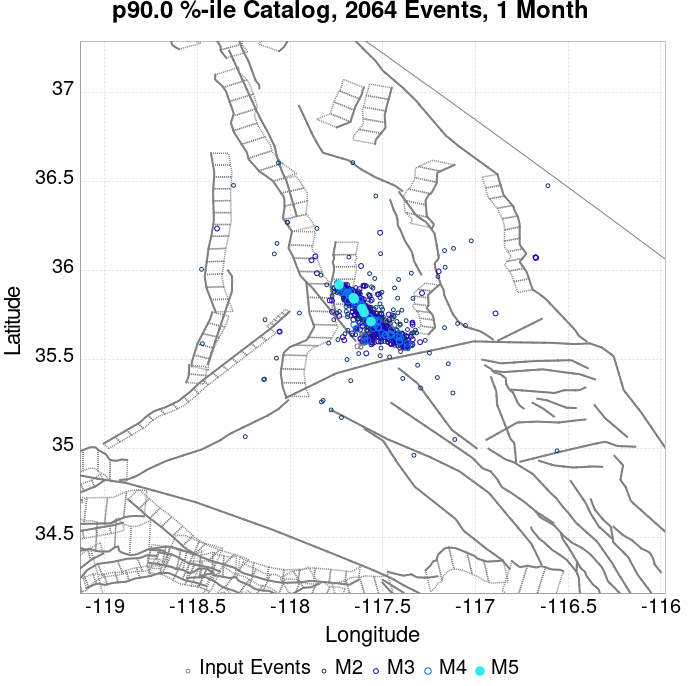 p90.0 %-ile Catalog, 2064 Events, 1 Month
37
36.5
36
35.5
35
34.5
Latitude
-119 -118.5 -118 -117.5 -117 -116.5 -116
Longitude
Input Events M2 M3 M4 M5